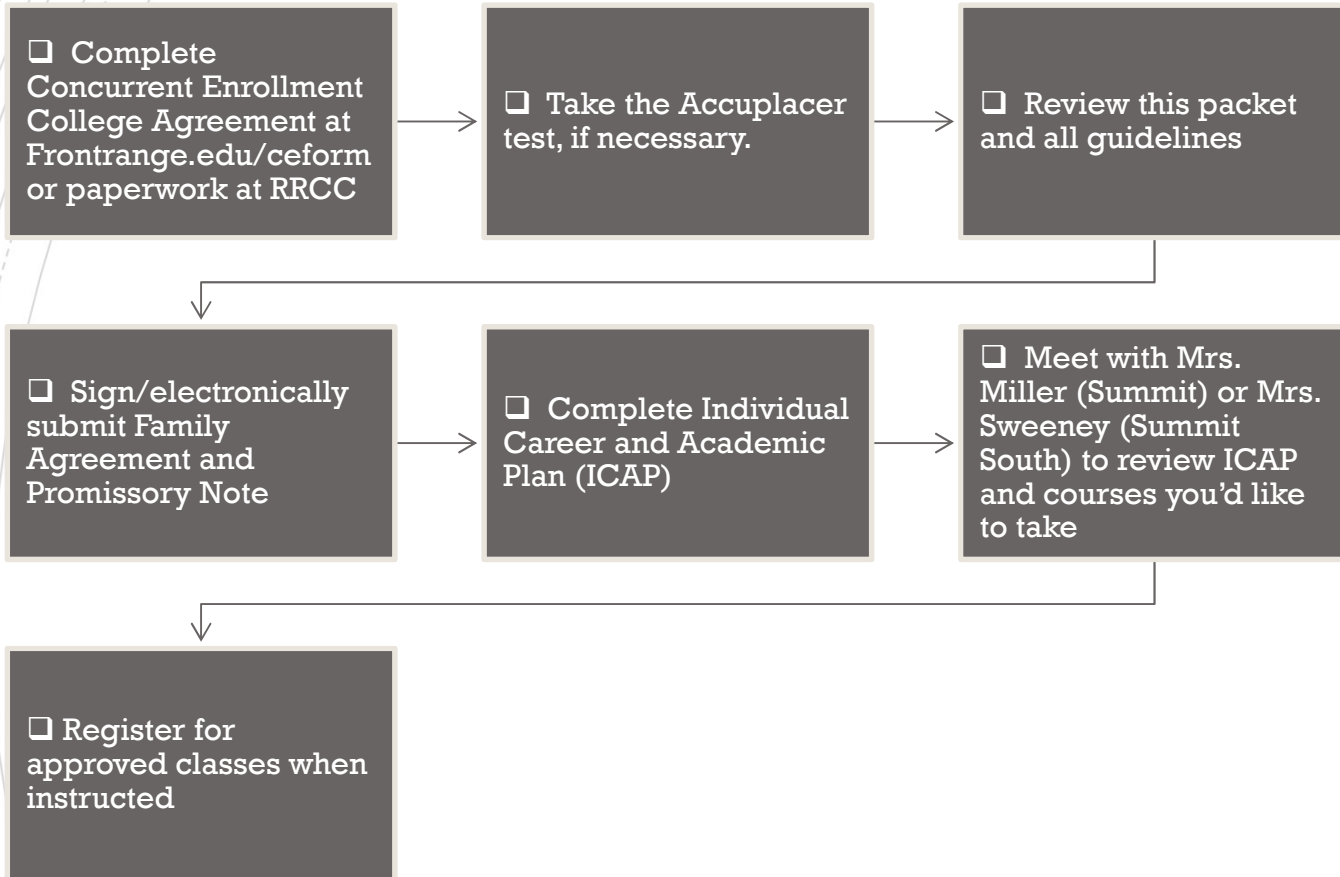 ❑ Complete
Concurrent Enrollment
College Agreement at
Frontrange.edu/ceform
or paperwork at RRCC
❑ Take the Accuplacer
test, if necessary.
❑ Review this packet
and all guidelines
❑ Sign/electronically
submit Family
Agreement and
Promissory Note
❑ Complete Individual
Career and Academic
Plan (ICAP)
❑ Meet with Mrs.
Miller (Summit) or Mrs.
Sweeney (Summit
South) to review ICAP
and courses you’d like
to take
❑ Register for
approved classes when
instructed